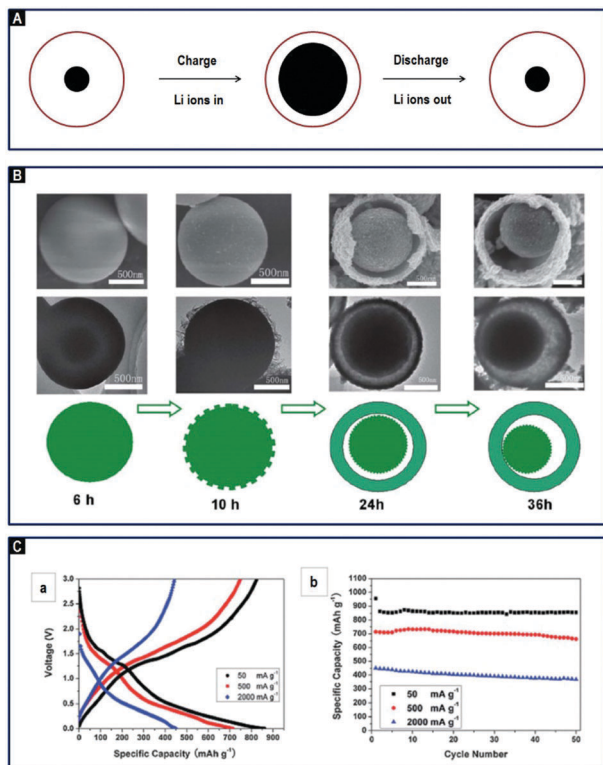 A
Charge
Discharge
Li ions in
Li ions out
B
500nm
500nm
500nm
500nm
6 h
10 h
24h
36h
C
a
b
3.0
2.5
2.0
1.5
1.0
0.5
0.0
Voltage (V)
50 mA g-1
500 mA g-1
2000 mA g-1
0 100 200 300 400 500 600 700 800 900
Specific Capacity (mAh g-1)
1100
1000
900
800
700
600
500
400
300
200
100
0
Specific Capacity (mAh g-1)
50 mA g-1
500 mA g-1
2000 mA g-1
0 10 20 30 40 50
Cycle Number